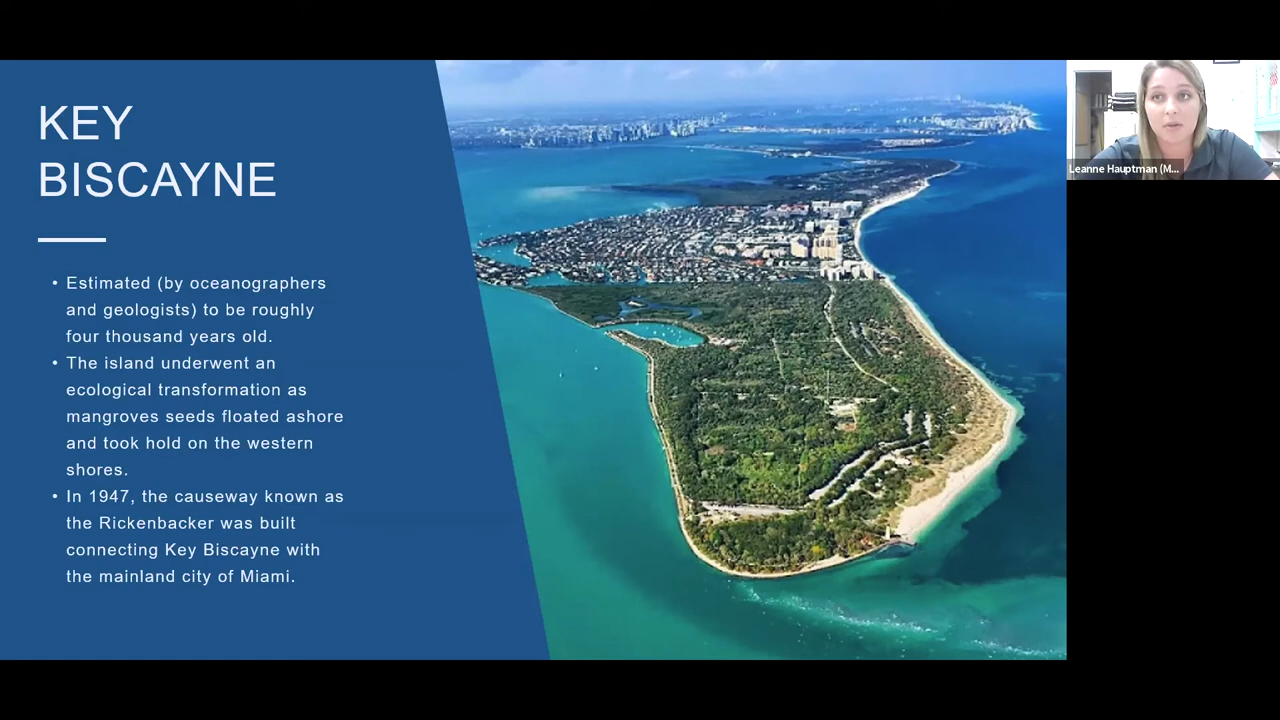 KEY
BISCAYNE
• Estimated (by oceanographers
and geologists) to be roughly
four thousand years old.
• The island underwent an
ecological transformation as
mangroves seeds floated ashore
and took hold on the western
shores.
• In 1947, the causeway known as
the Rickenbacker was built
connecting Key Biscayne with
the mainland city of Miami.
Leanne Hauptman (M...